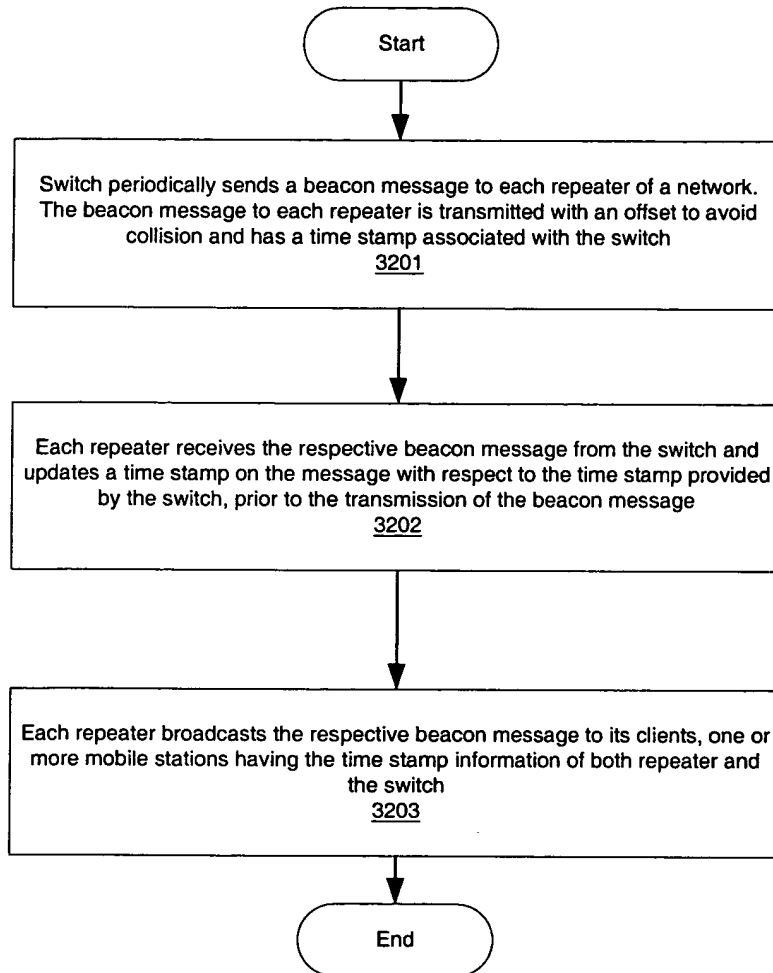 Start
Switch periodically sends a beacon message to each repeater of a network.
The beacon message to each repeater is transmitted with an offset to avoid
collision and has a time stamp associated with the switch
3201
Each repeater receives the respective beacon message from the switch and
updates a time stamp on the message with respect to the time stamp provided
by the switch, prior to the transmission of the beacon message
3202
Each repeater broadcasts the respective beacon message to its clients, one or
more mobile stations having the time stamp information of both repeater and
the switch
3203
End